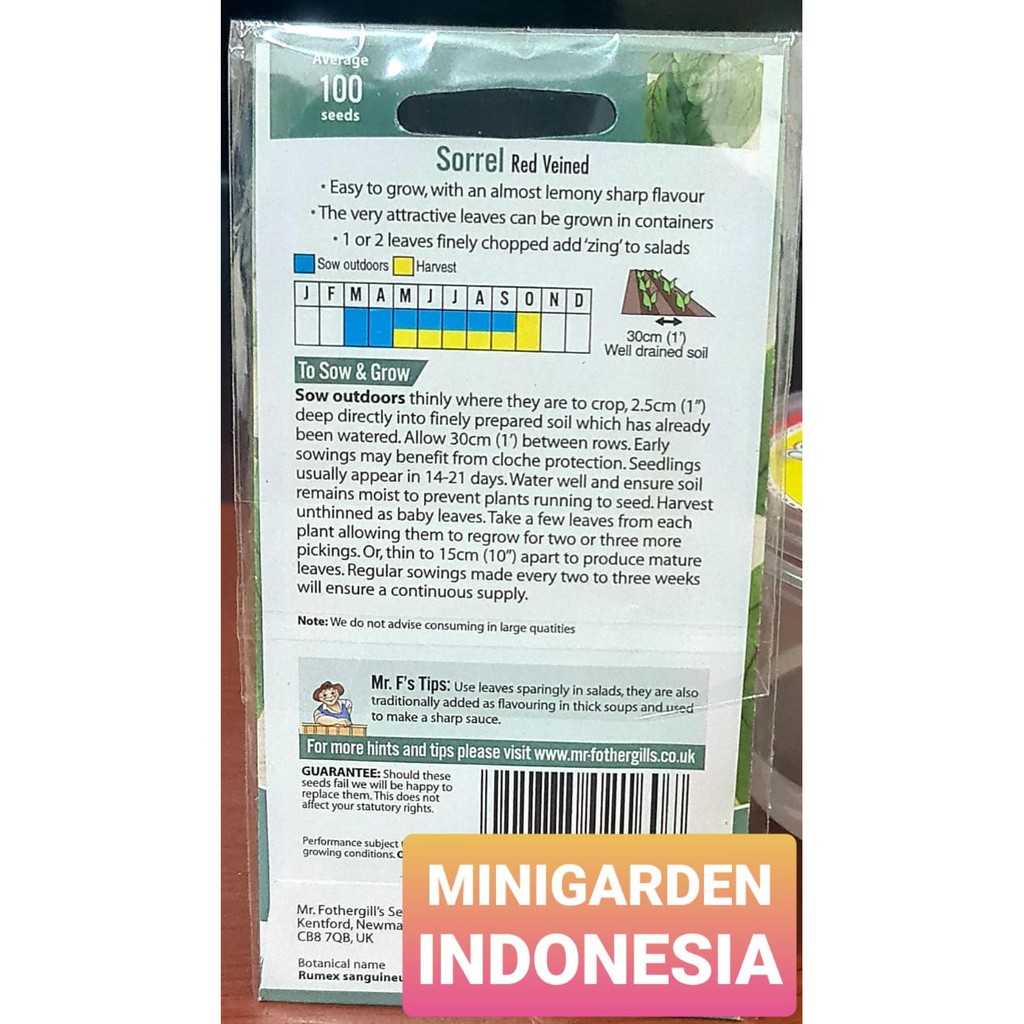 Average
100
seeds
Sorrel Red Veined
• Easy to grow, with an almost lemony sharp flavour
• The very attractive leaves can be grown in containers
• 1 or 2 leaves finely chopped add 'zing' to salads
Sow outdoors Harvest
J F M A M J J A S O N D
30cm (1')
Well drained soil
To Sow & Grow
Sow outdoors thinly where they are to crop, 2.5cm (1")
deep directly into finely prepared soil which has already
been watered. Allow 30cm (1') between rows. Early
sowings may benefit from cloche protection. Seedlings
usually appear in 14-21 days. Water well and ensure soil
remains moist to prevent plants running to seed. Harvest
unthinned as baby leaves. Take a few leaves from each
plant allowing them to regrow for two or three more
pickings. Or, thin to 15cm (10") apart to produce mature
leaves. Regular sowings made every two to three weeks
will ensure a continuous supply.
Note: We do not advise consuming in large quatities
Mr. F's Tips: Use leaves sparingly in salads, they are also
traditionally added as flavouring in thick soups and used
to make a sharp sauce.
For more hints and tips please visit www.mr-fothergills.co.uk
GUARANTEE: Should these
seeds fail we will be happy to
replace them. This does not
affect your statutory rights.
Performance subject
growing conditions.
Mr. Fothergill's
Kentford,
CB8 7QB, UK
Botanical name
Rumex
MINIGARDEN
INDONESIA